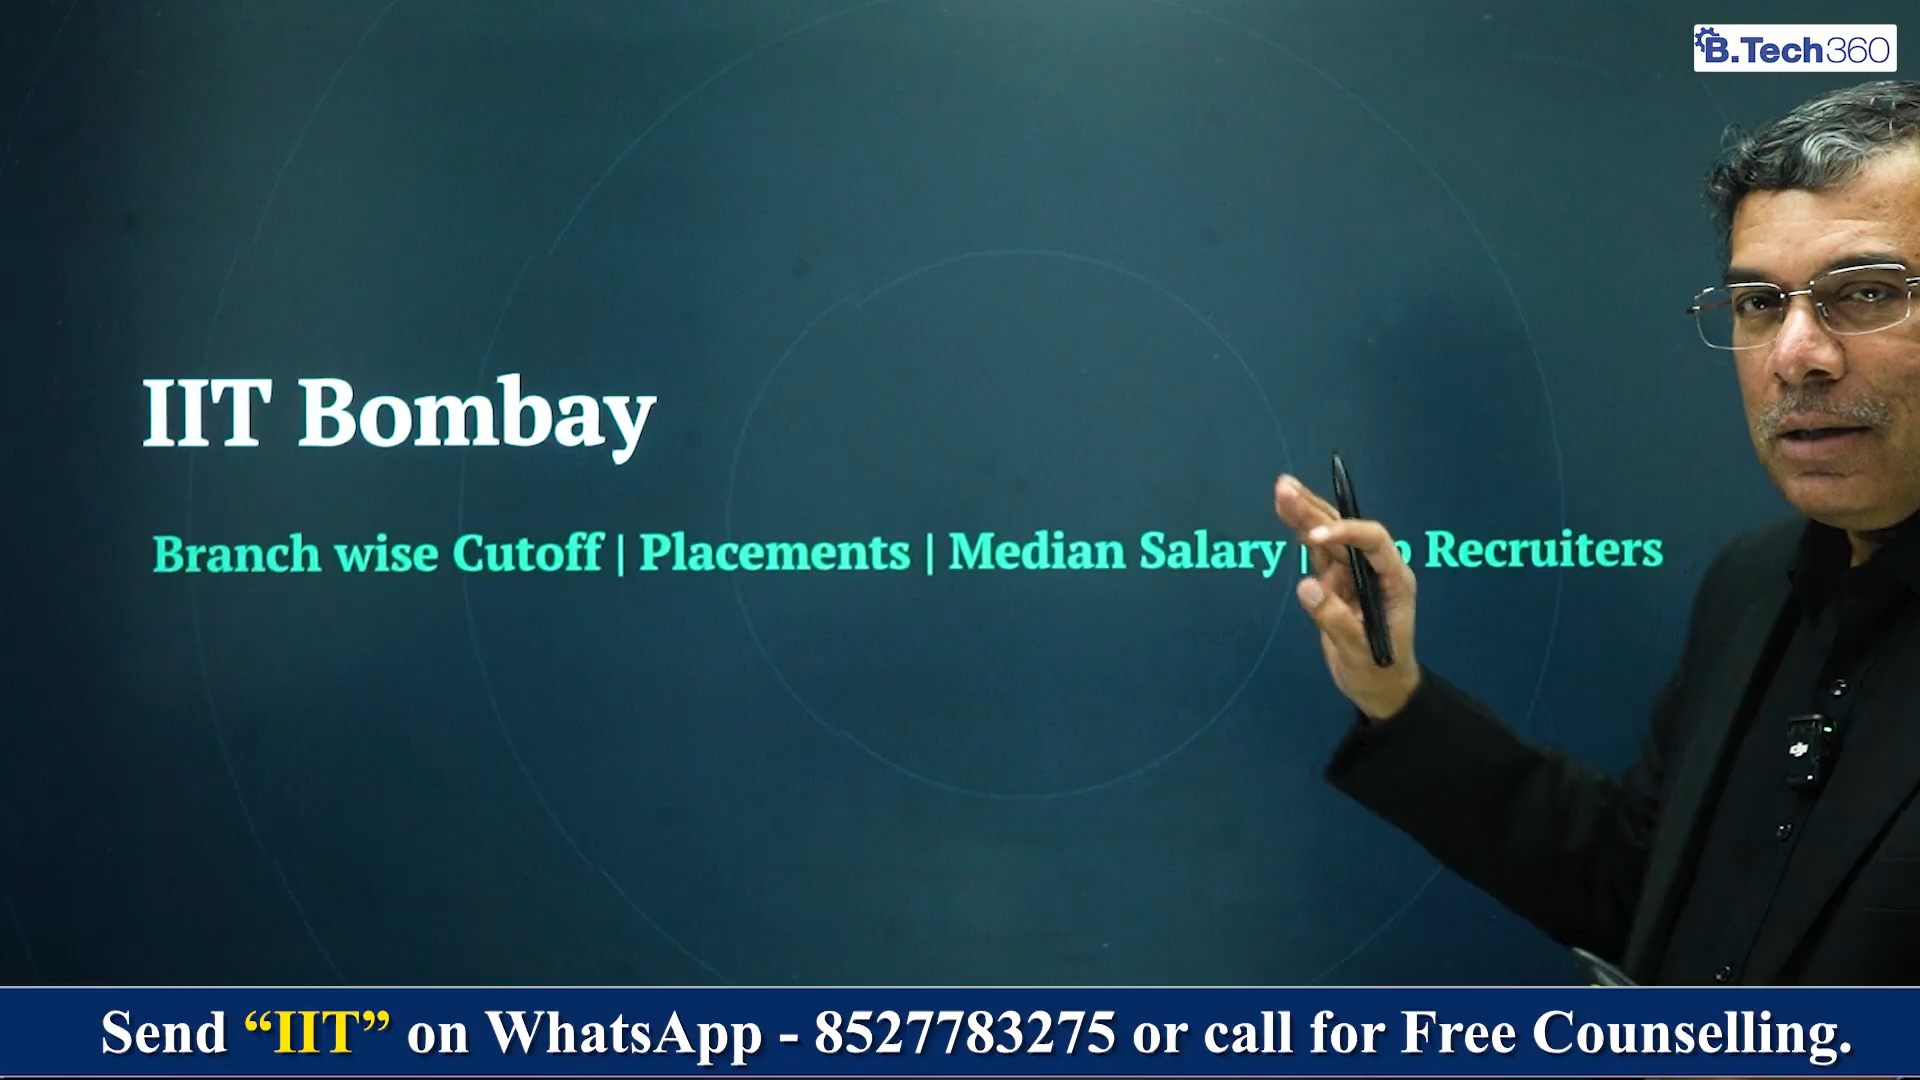 B.Tech360
IIT Bombay
Branch wise Cutoff | Placements | Median Salary | Recruiters
dji
Send “IIT” on WhatsApp - 8527783275 or call for Free Counselling.